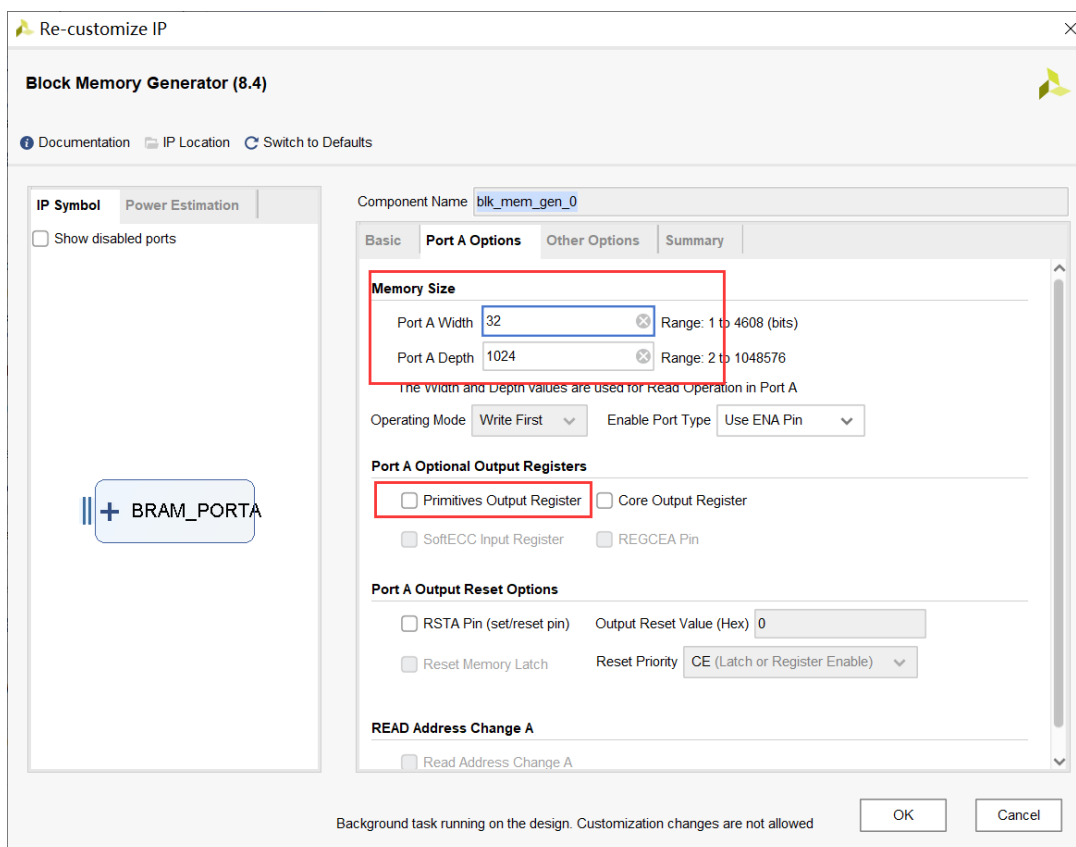 Re-customize IP
Block Memory Generator (8.4)
Documentation IP Location Switch to Defaults
IP Symbol Power Estimation
Show disabled ports
BRAM_PORTA
Component Name blk_mem_gen_0
Basic Port A Options Other Options Summary
Memory Size
Port A Width 32 Range: 1 to 4608 (bits)
Port A Depth 1024 Range: 2 to 1048576
The Width and Depth values are used for Read Operation in Port A
Operating Mode Write First Enable Port Type Use ENA Pin
Port A Optional Output Registers
Primitives Output Register Core Output Register
SoftECC Input Register REGCEA Pin
Port A Output Reset Options
RSTA Pin (set/reset pin) Output Reset Value (Hex) 0
Reset Memory Latch Reset Priority CE (Latch or Register Enable)
READ Address Change A
Read Address Change A
Background task running on the design. Customization changes are not allowed
OK Cancel